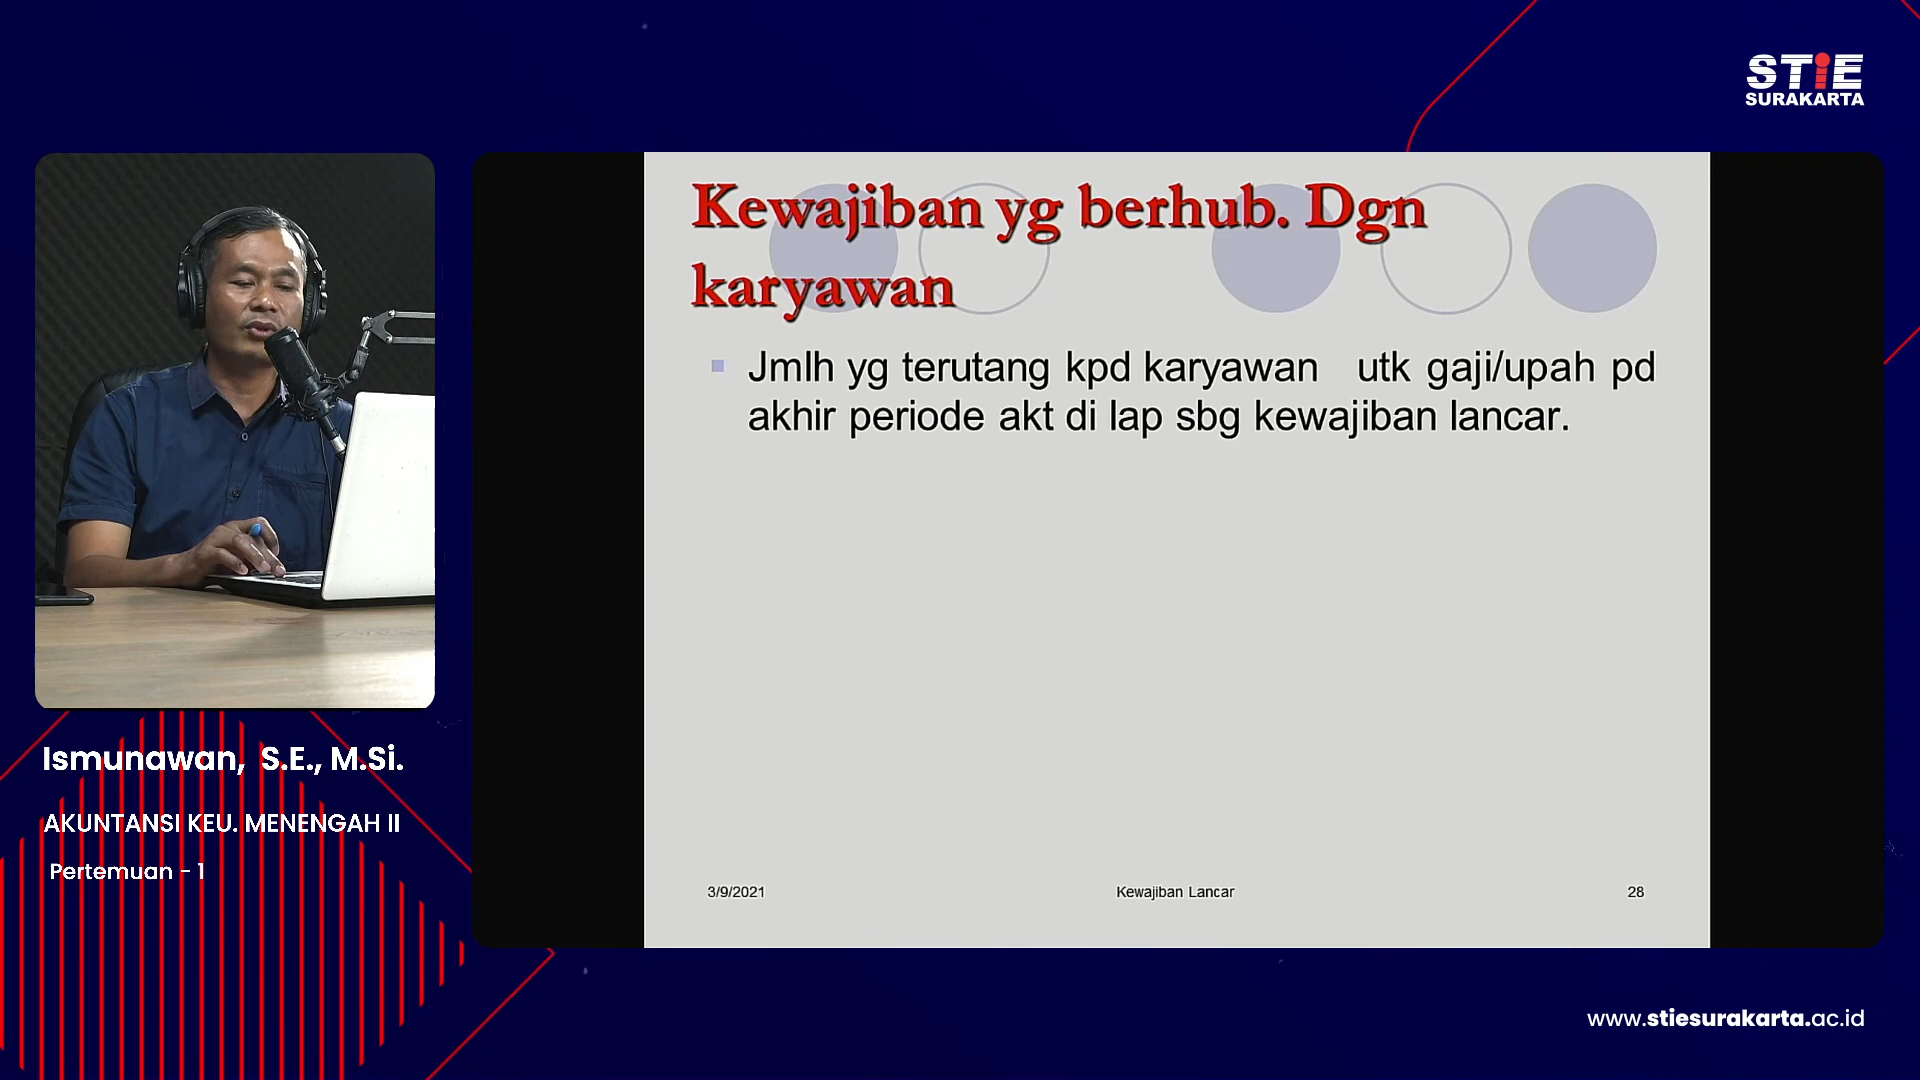 STiE
SURAKARTA
Kewajiban yg berhub. Dgn
karyawan
Jmlh yg terutang kpd karyawan utk gaji/upah pd
akhir periode akt di lap sbg kewajiban lancar.
3/9/2021
Kewajiban Lancar
28
Ismunawan, S.E., M.Si.
AKUNTANSI KEU. MENENGAH II
Pertemuan - 1
www.stiesurakarta.ac.id